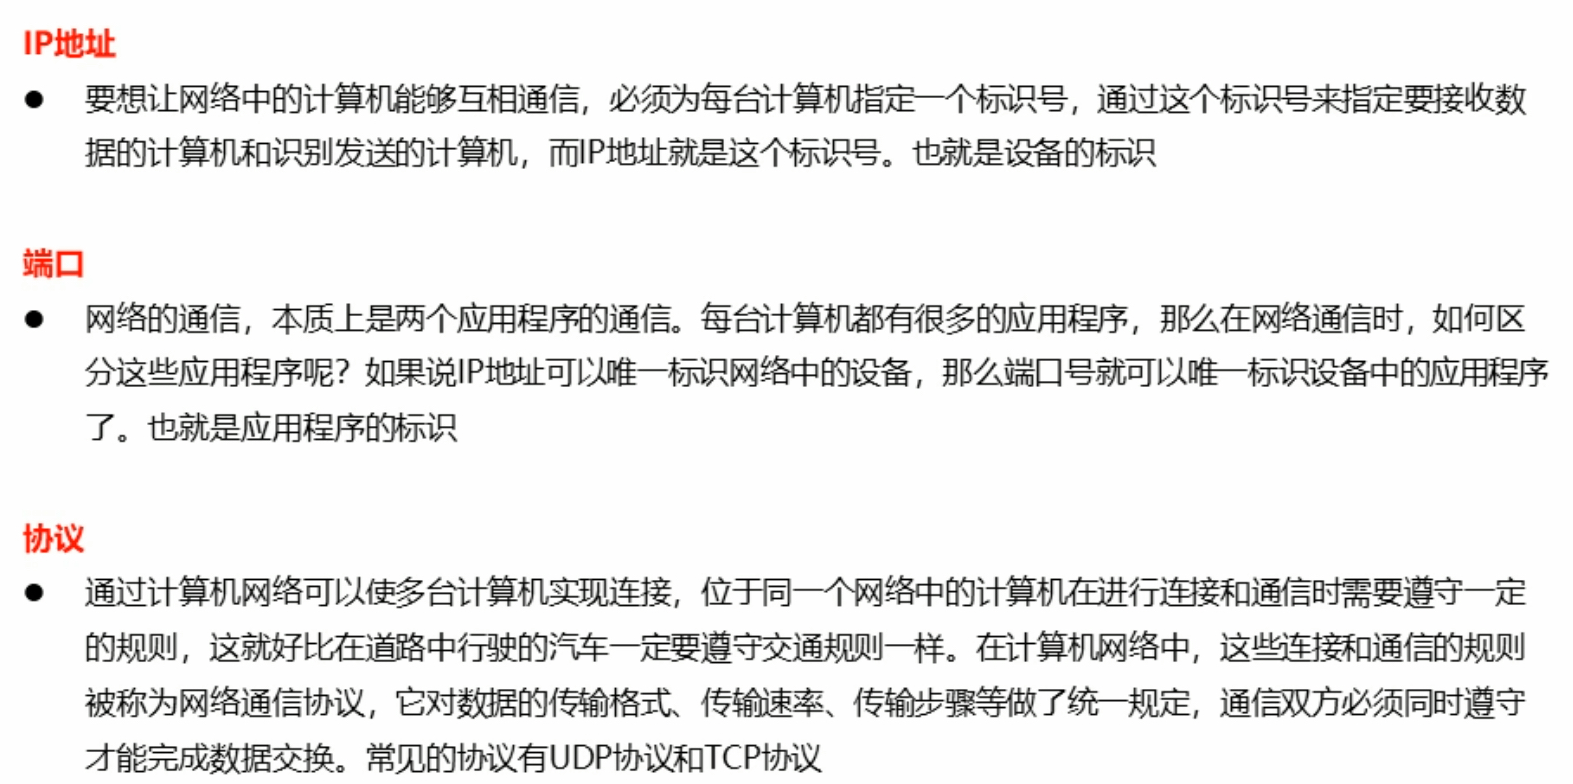 IP地址
● 要想让网络中的计算机能够互相通信，必须为每台计算机指定一个标识号，通过这个标识号来指定要接收数
据的计算机和识别发送的计算机，而IP地址就是这个标识号。也就是设备的标识
端口
● 网络的通信，本质上是两个应用程序的通信。每台计算机都有很多的应用程序，那么在网络通信时，如何区
分这些应用程序呢？如果说IP地址可以唯一标识网络中的设备，那么端口号就可以唯一标识设备中的应用程序
了。也就是应用程序的标识
协议
● 通过计算机网络可以使多台计算机实现连接，位于同一个网络中的计算机在进行连接和通信时需要遵守一定
的规则，这就好比在道路中行驶的汽车一定要遵守交通规则一样。在计算机网络中，这些连接和通信的规则
被称为网络通信协议，它对数据的传输格式、传输速率、传输步骤等做了统一规定，通信双方必须同时遵守
才能完成数据交换。常见的协议有UDP协议和TCP协议